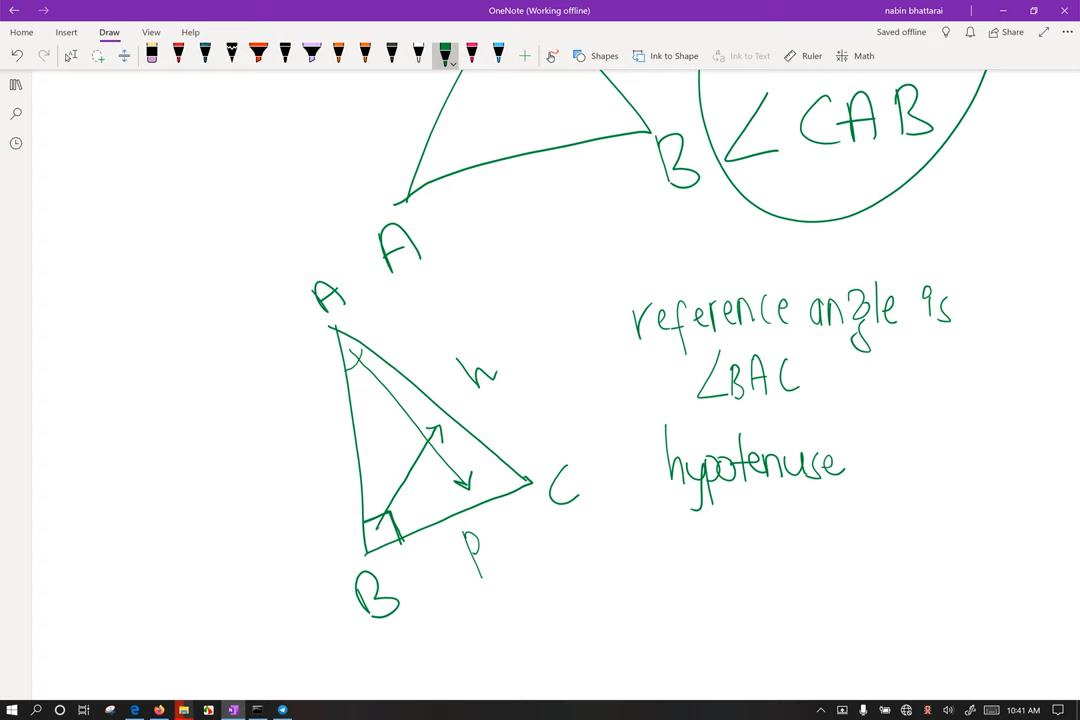 OneNote (Working offline)
nabin bhattarai
Home Insert Draw View Help
Saved offline Share
Shapes Ink to Shape Ink to Text Ruler Math
∠CAB
B
A
A
reference angle is
h
∠BAC
hypotenuse
C
P
B
10:41 AM